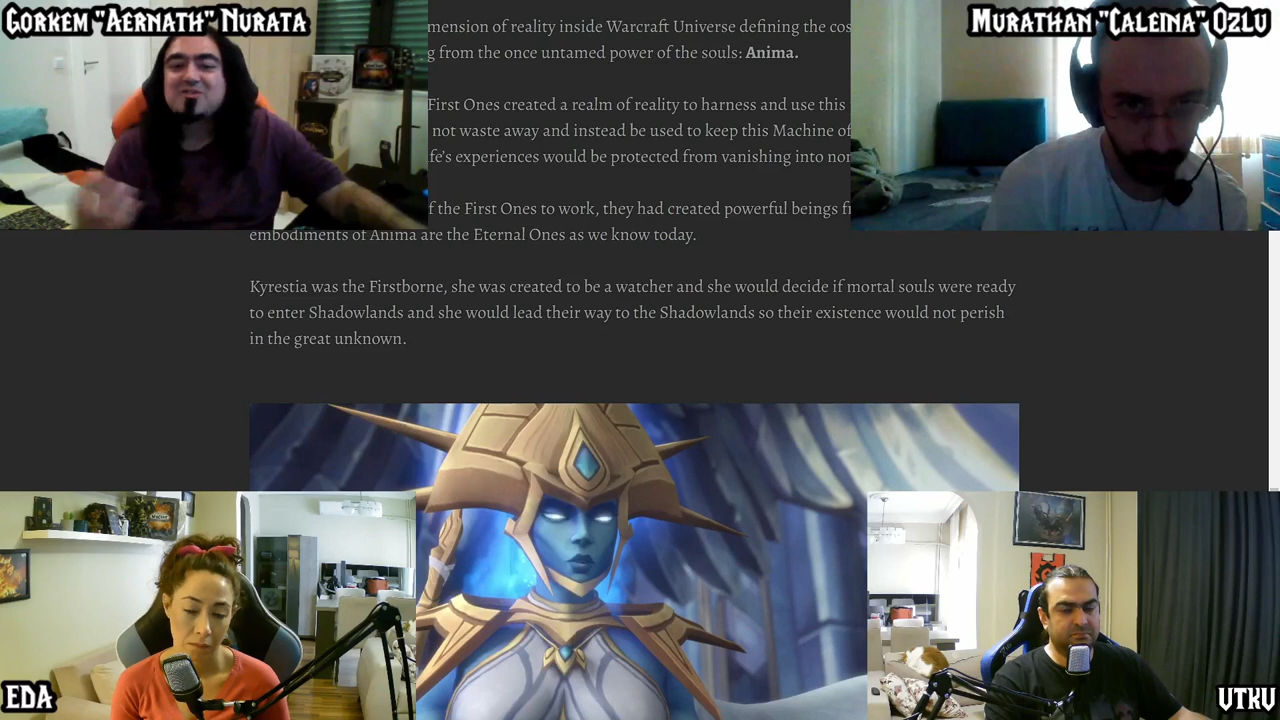 GORKEM "AERNATH" NURATA
MURATHAN "CALEINA" OZLU
mension of reality inside Warcraft Universe defining the cos
g from the once untamed power of the souls: Anima.
First Ones created a realm of reality to harness and use this
not waste away and instead be used to keep this Machine of
fe's experiences would be protected from vanishing into non
f the First Ones to work, they had created powerful beings fr
embodiments of Anima are the Eternal Ones as we know today.
Kyrestia was the Firstborne, she was created to be a watcher and she would decide if mortal souls were ready
to enter Shadowlands and she would lead their way to the Shadowlands so their existence would not perish
in the great unknown.
EDA
UTKU